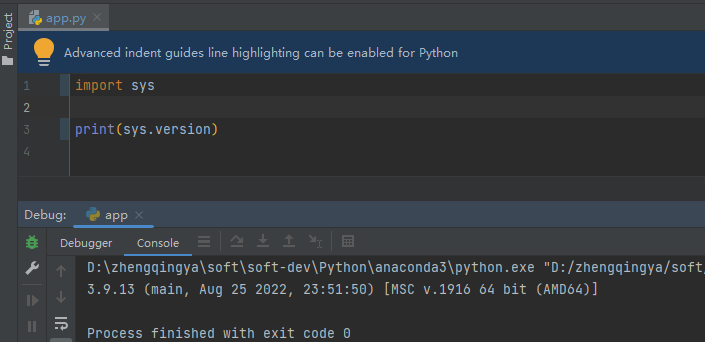 Project
app.py
Advanced indent guides line highlighting can be enabled for Python
1 import sys
2
3 print(sys.version)
4
Debug: app
Debugger Console
D:\zhengqingya\soft\soft-dev\Python\anaconda3\python.exe "D:/zhengqingya/soft/
3.9.13 (main, Aug 25 2022, 23:51:50) [MSC v.1916 64 bit (AMD64)]
Process finished with exit code 0